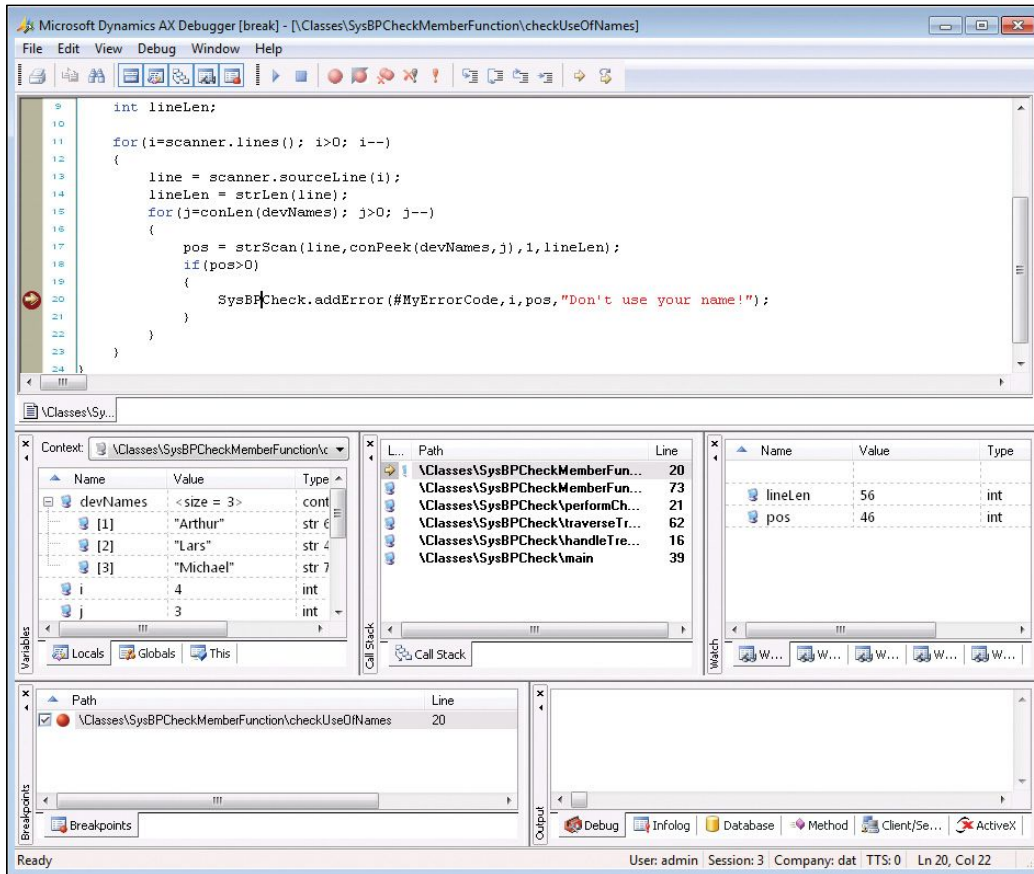 Microsoft Dynamics AX Debugger [break] - [\Classes\SysBPCheckMemberFunction\checkUseOfNames]
File Edit View Debug Window Help
9 int lineLen;
10
11 for(i=scanner.lines(); i>0; i--)
12 {
13 line = scanner.sourceLine(i);
14 lineLen = strLen(line);
15 for(j=conLen(devNames); j>0; j--)
16 {
17 pos = strScan(line,conPeek(devNames,j),1,lineLen);
18 if(pos>0)
19 {
20 SysBPCheck.addError(#MyErrorCode,i,pos,"Don't use your name!");
21 }
22 }
23 }
24 }
\Classes\Sy...
Variables
Context: \Classes\SysBPCheckMemberFunction\c
Name Value Type
devNames <size = 3> cont
[1] "Arthur" str 6
[2] "Lars" str 4
[3] "Michael" str 7
i 4 int
j 3 int
Locals Globals This
Call Stack
L... Path Line
\Classes\SysBPCheckMemberFun... 20
\Classes\SysBPCheckMemberFun... 73
\Classes\SysBPCheck\performCh... 21
\Classes\SysBPCheck\traverseTr... 62
\Classes\SysBPCheck\handleTre... 16
\Classes\SysBPCheck\main 39
Call Stack
Watch
Name Value Type
lineLen 56 int
pos 46 int
W... W... W... W... W...
Breakpoints
Path Line
\Classes\SysBPCheckMemberFunction\checkUseOfNames 20
Breakpoints
Output
Debug Infolog Database Method Client/Se... ActiveX
Ready User: admin Session: 3 Company: dat TTS: 0 Ln 20, Col 22